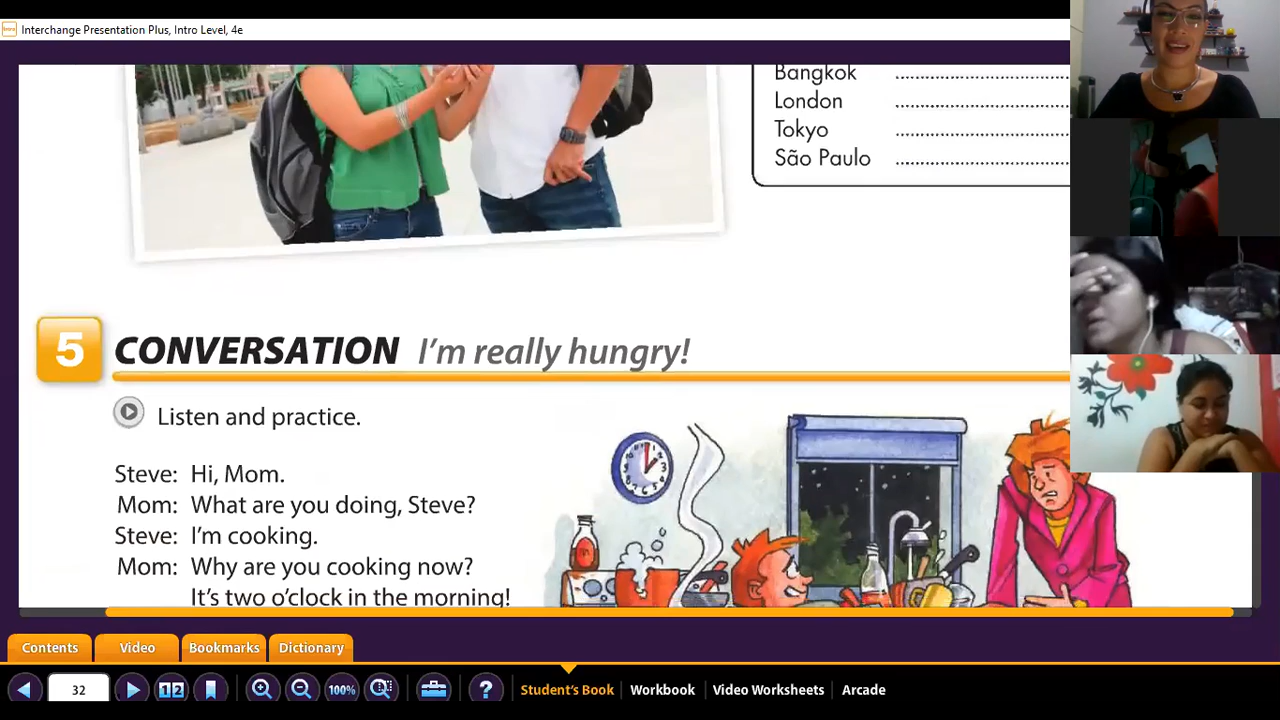 Interchange Presentation Plus, Intro Level, 4e
Bangkok ........................................
London ........................................
Tokyo ........................................
São Paulo ........................................
5 CONVERSATION I'm really hungry!
Listen and practice.
Steve: Hi, Mom.
Mom: What are you doing, Steve?
Steve: I'm cooking.
Mom: Why are you cooking now?
It's two o'clock in the morning!
Contents Video Bookmarks Dictionary
32 1 2 100% ? Student's Book Workbook Video Worksheets Arcade